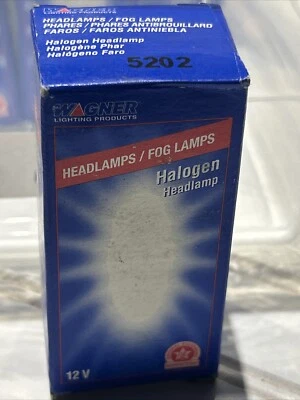 HEADLAMPS / FOG LAMPS
PHARES / PHARES ANTIBROUILLARD
FAROS / FAROS ANTINIEBLA
Halogen Headlamp
Halogène Phar
Halógeno Faro
5202
WAGNER
LIGHTING PRODUCTS
HEADLAMPS / FOG LAMPS
Halogen
Headlamp
12 V